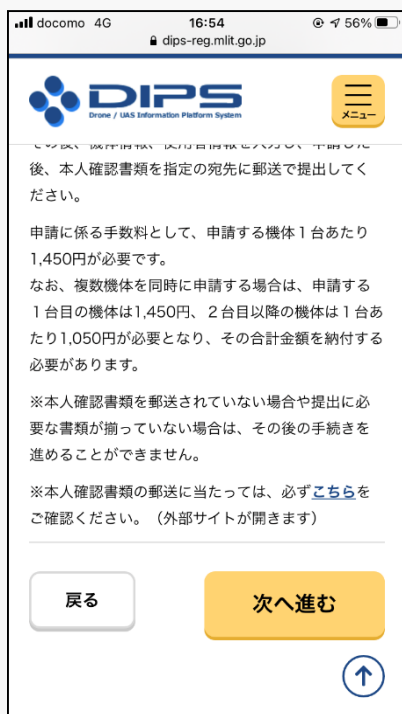 docomo 4G 16:54 56%
dips-reg.mlit.go.jp
DIPS
Drone / UAS Information Platform System
メニュー
後、本人確認書類を指定の宛先に郵送で提出してく
ださい。
申請に係る手数料として、申請する機体１台あたり
1,450円が必要です。
なお、複数機体を同時に申請する場合は、申請する
１台目の機体は1,450円、２台目以降の機体は１台あ
たり1,050円が必要となり、その合計金額を納付する
必要があります。
※本人確認書類を郵送されていない場合や提出に必
要な書類が揃っていない場合は、その後の手続きを
進めることができません。
※本人確認書類の郵送に当たっては、必ずこちらを
ご確認ください。（外部サイトが開きます）
戻る
次へ進む